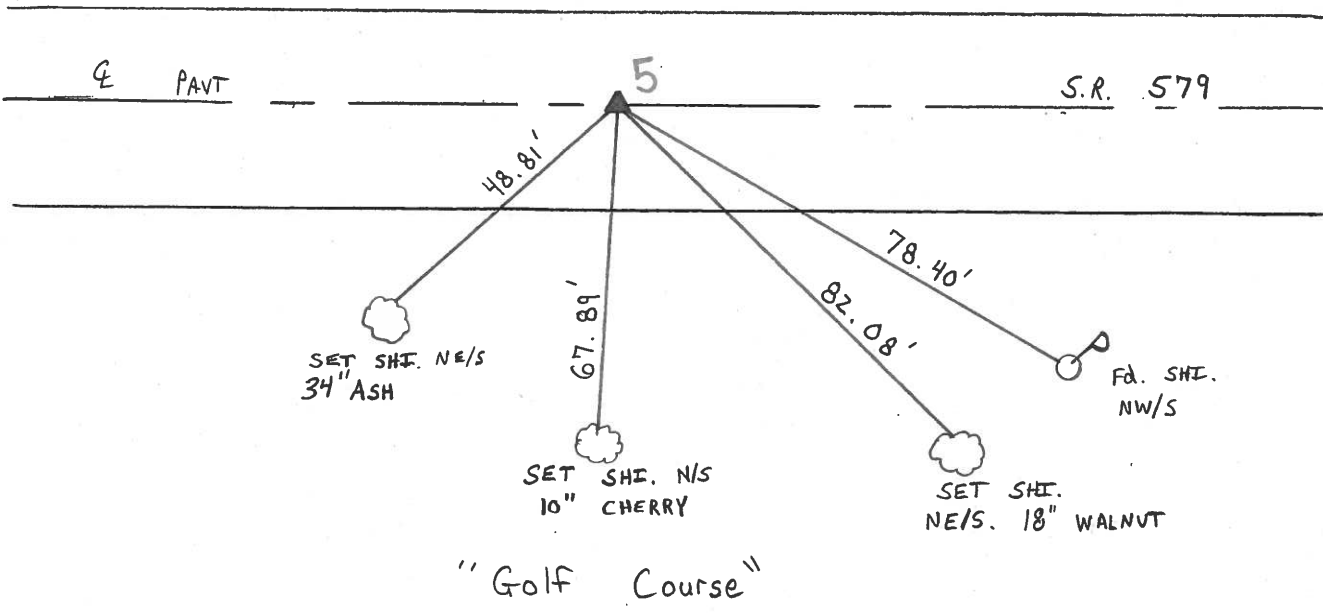 5
℄ PAVT
S.R. 579
48.81'
67.89'
82.08'
78.40'
SET SHI. NE/S
34" ASH
SET SHI. N/S
10" CHERRY
SET SHI.
NE/S. 18" WALNUT
Fd. SHI.
NW/S
"Golf Course"